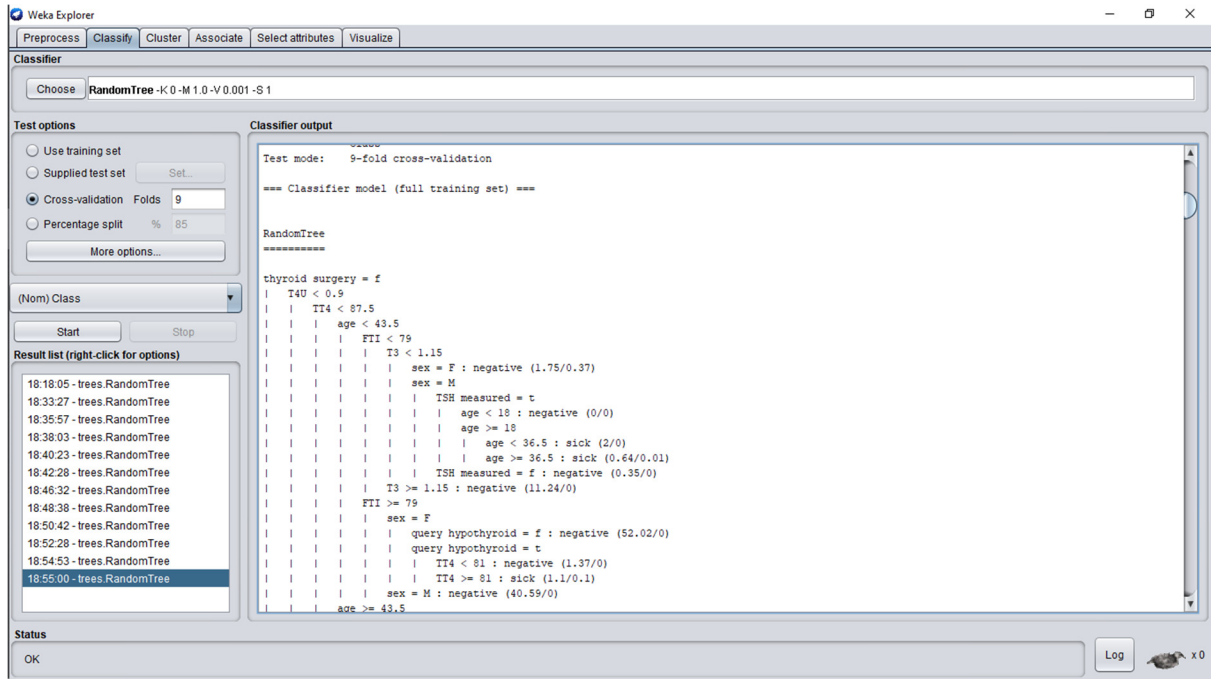 Weka Explorer
Preprocess Classify Cluster Associate Select attributes Visualize
Classifier
Choose RandomTree -K 0 -M 1.0 -V 0.001 -S 1
Test options
Use training set
Supplied test set Set...
Cross-validation Folds 9
Percentage split % 85
More options...
(Nom) Class
Start Stop
Result list (right-click for options)
18:18:05 - trees.RandomTree
18:33:27 - trees.RandomTree
18:35:57 - trees.RandomTree
18:38:03 - trees.RandomTree
18:40:23 - trees.RandomTree
18:42:28 - trees.RandomTree
18:46:32 - trees.RandomTree
18:48:38 - trees.RandomTree
18:50:42 - trees.RandomTree
18:52:28 - trees.RandomTree
18:54:53 - trees.RandomTree
18:55:00 - trees.RandomTree
Classifier output
Test mode:    9-fold cross-validation
=== Classifier model (full training set) ===
RandomTree
==========
thyroid surgery = f
|   T4U < 0.9
|   |   TT4 < 87.5
|   |   |   age < 43.5
|   |   |   |   FTI < 79
|   |   |   |   |   T3 < 1.15
|   |   |   |   |   |   sex = F : negative (1.75/0.37)
|   |   |   |   |   |   sex = M
|   |   |   |   |   |   |   TSH measured = t
|   |   |   |   |   |   |   |   age < 18 : negative (0/0)
|   |   |   |   |   |   |   |   age >= 18
|   |   |   |   |   |   |   |   |   age < 36.5 : sick (2/0)
|   |   |   |   |   |   |   |   |   age >= 36.5 : sick (0.64/0.01)
|   |   |   |   |   |   |   TSH measured = f : negative (0.35/0)
|   |   |   |   |   T3 >= 1.15 : negative (11.24/0)
|   |   |   |   FTI >= 79
|   |   |   |   |   sex = F
|   |   |   |   |   |   query hypothyroid = f : negative (52.02/0)
|   |   |   |   |   |   query hypothyroid = t
|   |   |   |   |   |   |   TT4 < 81 : negative (1.37/0)
|   |   |   |   |   |   |   TT4 >= 81 : sick (1.1/0.1)
|   |   |   |   |   sex = M : negative (40.59/0)
|   |   |   age >= 43.5
Status
OK
Log x 0